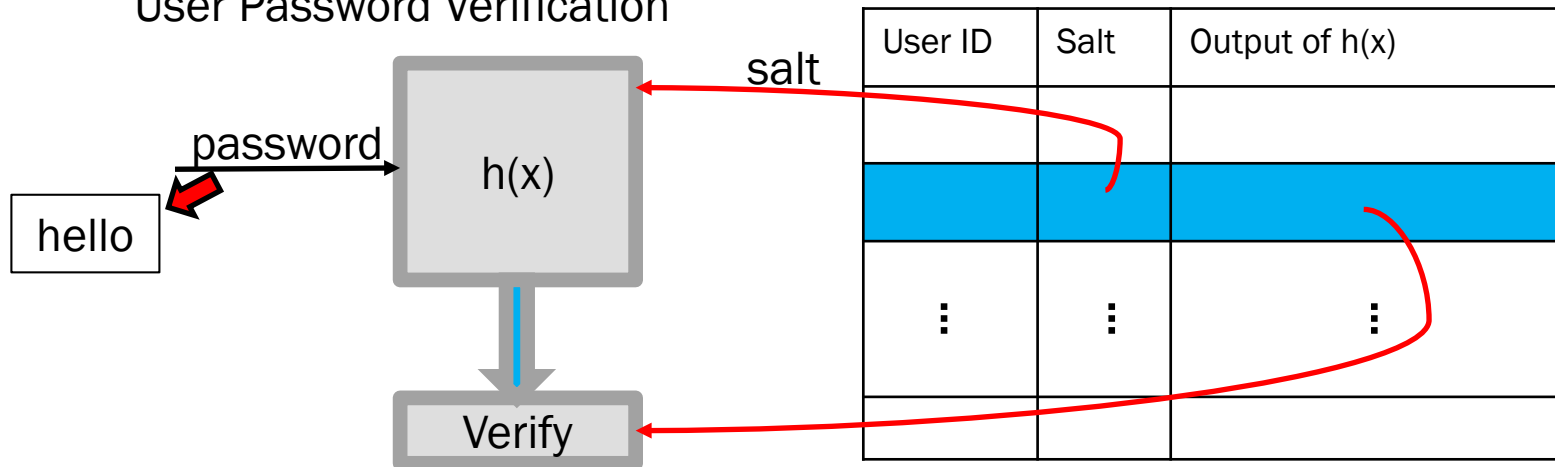 User Password Verification
User ID Salt Output of h(x)
salt
password
h(x)
hello
Verify